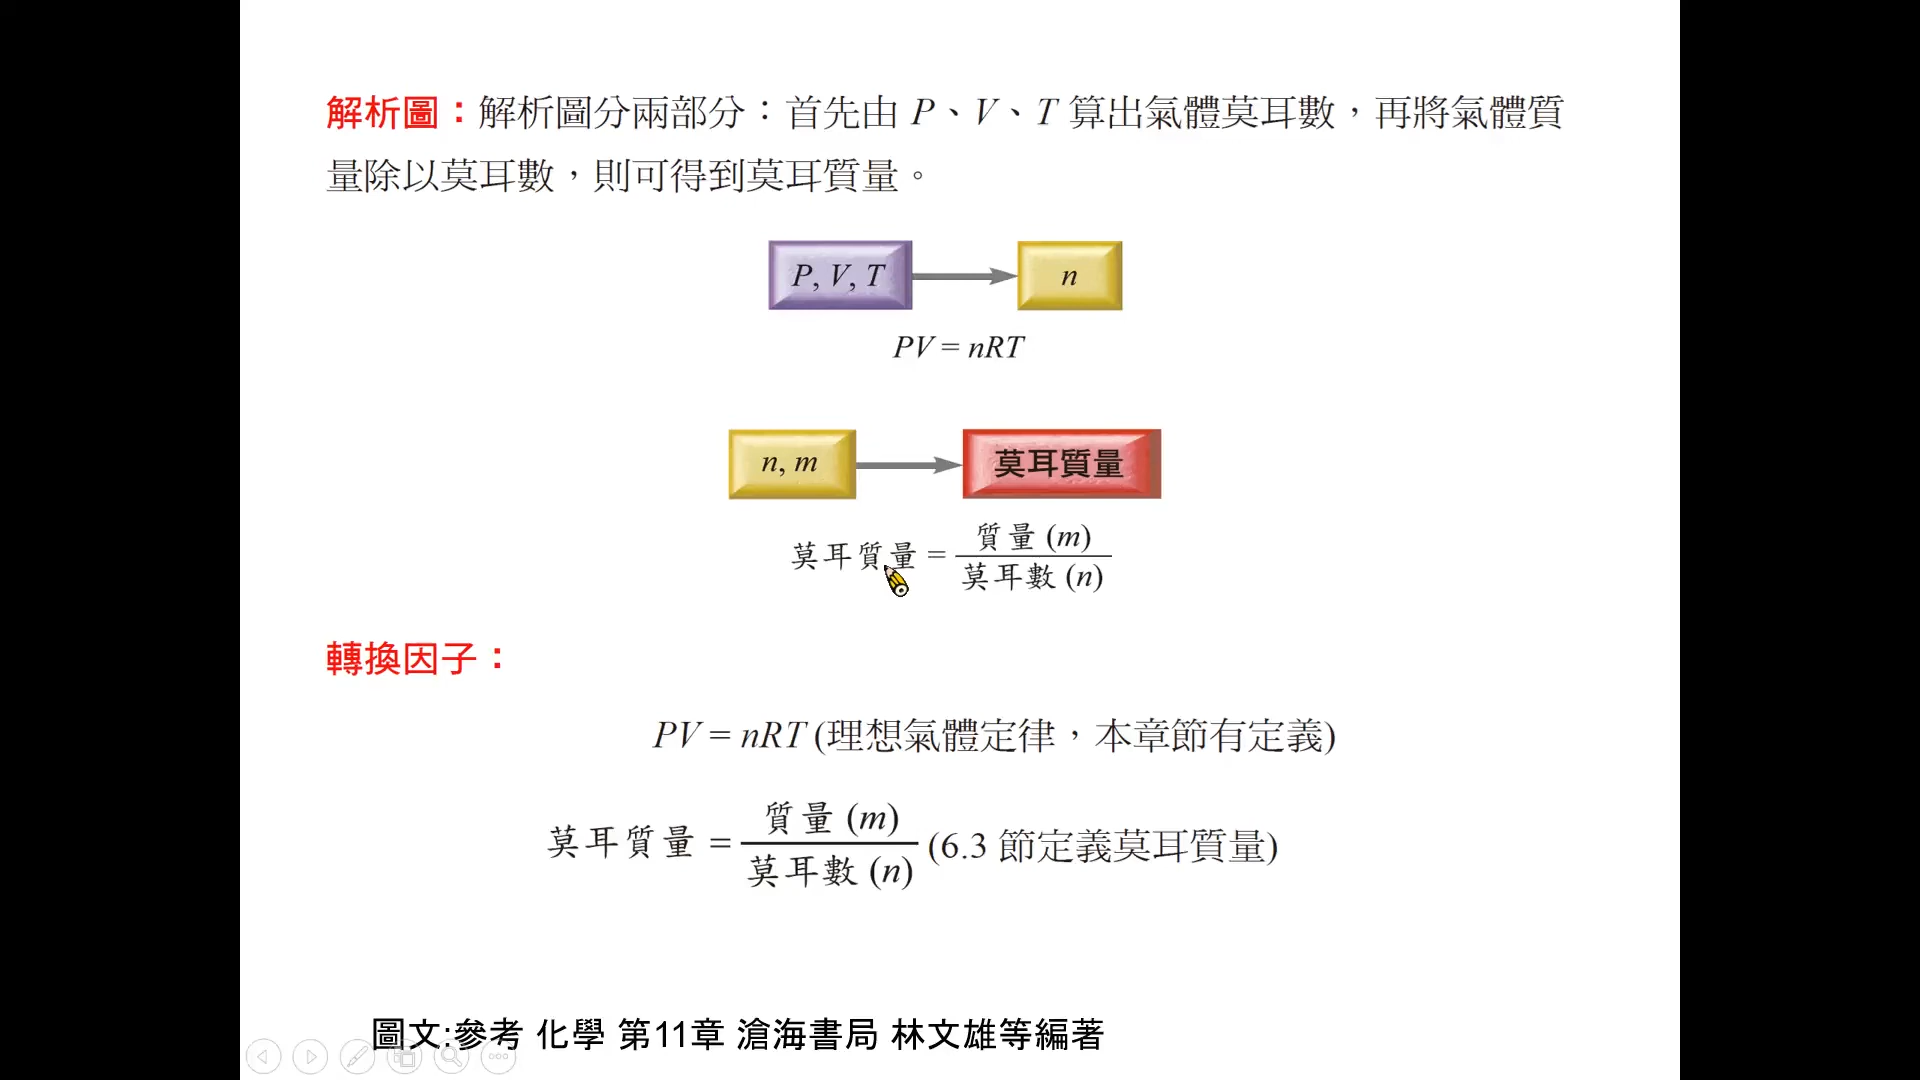 解析圖：解析圖分兩部分：首先由 P、V、T 算出氣體莫耳數，再將氣體質
量除以莫耳數，則可得到莫耳質量。
P, V, T
n
PV = nRT
n, m
莫耳質量
莫耳質量 = 質量 (m) / 莫耳數 (n)
轉換因子：
PV = nRT (理想氣體定律，本章節有定義)
莫耳質量 = 質量 (m) / 莫耳數 (n) (6.3 節定義莫耳質量)
圖文:參考 化學 第11章 滄海書局 林文雄等編著